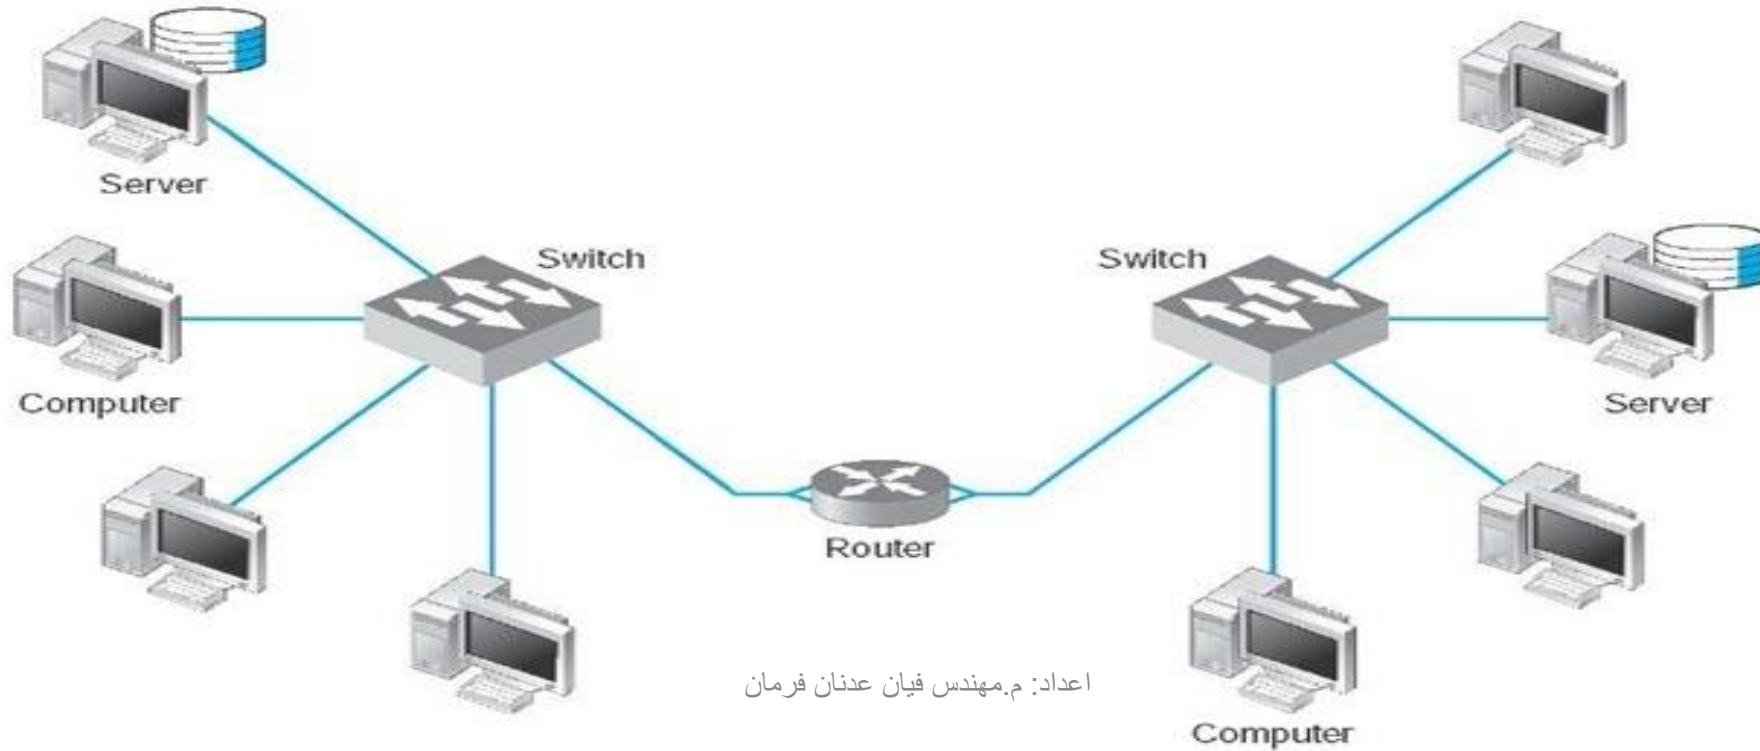 Server
Switch
Switch
Computer
Server
Router
اعداد: م.مهندس فيان عدنان فرمان
Computer